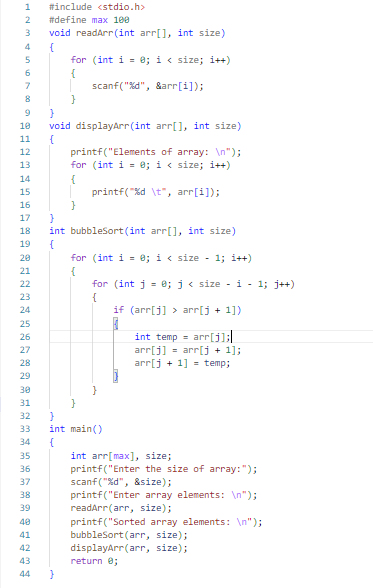 1 #include <stdio.h>
2 #define max 100
3 void readArr(int arr[], int size)
4 {
5     for (int i = 0; i < size; i++)
6     {
7         scanf("%d", &arr[i]);
8     }
9 }
10 void displayArr(int arr[], int size)
11 {
12     printf("Elements of array: \n");
13     for (int i = 0; i < size; i++)
14     {
15         printf("%d \t", arr[i]);
16     }
17 }
18 int bubbleSort(int arr[], int size)
19 {
20     for (int i = 0; i < size - 1; i++)
21     {
22         for (int j = 0; j < size - i - 1; j++)
23         {
24             if (arr[j] > arr[j + 1])
25             {
26                 int temp = arr[j];
27                 arr[j] = arr[j + 1];
28                 arr[j + 1] = temp;
29             }
30         }
31     }
32 }
33 int main()
34 {
35     int arr[max], size;
36     printf("Enter the size of array:");
37     scanf("%d", &size);
38     printf("Enter array elements: \n");
39     readArr(arr, size);
40     printf("Sorted array elements: \n");
41     bubbleSort(arr, size);
42     displayArr(arr, size);
43     return 0;
44 }